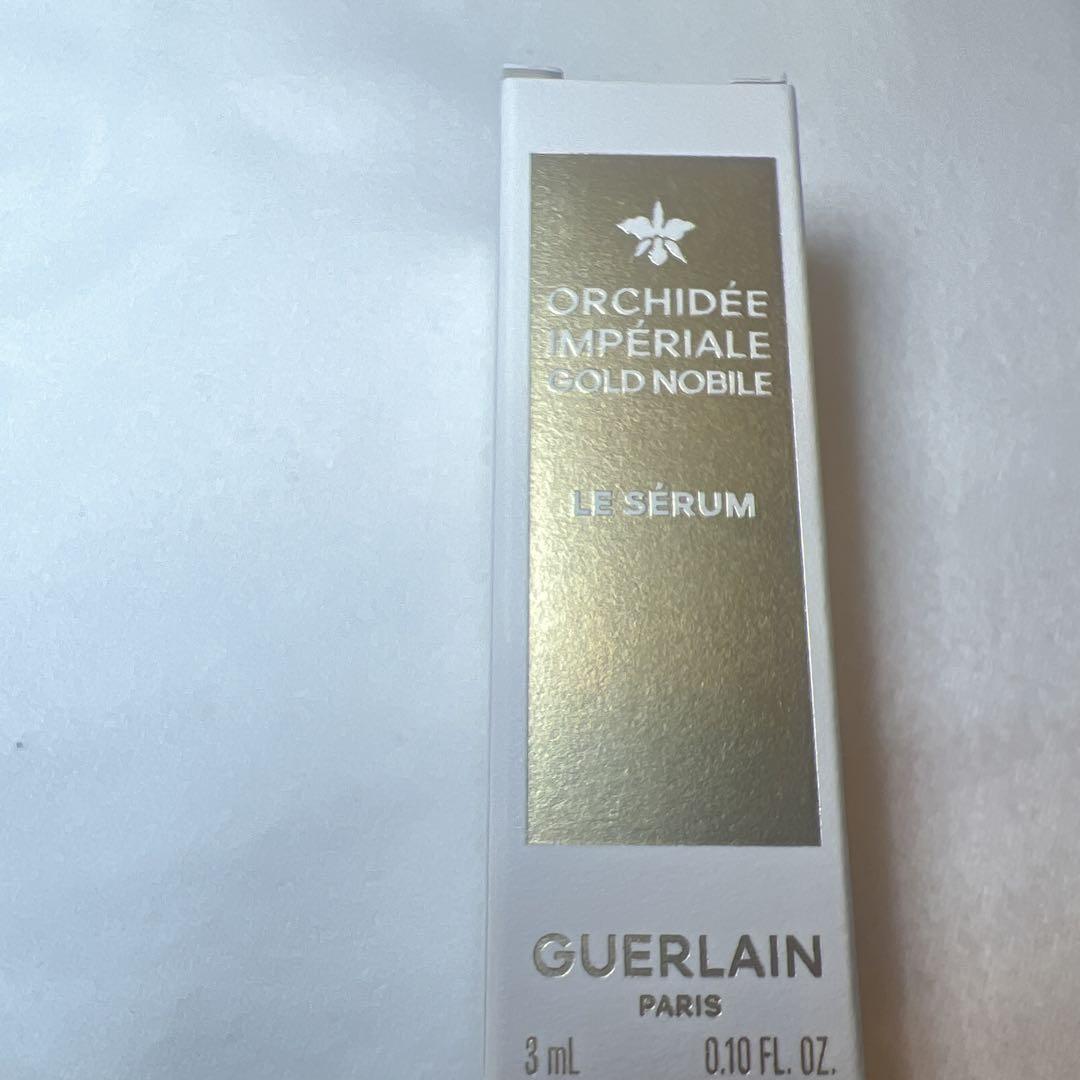 ORCHIDÉE
IMPÉRIALE
GOLD NOBILE
LE SÉRUM
GUERLAIN
PARIS
3 mL 0.10 FL. OZ.